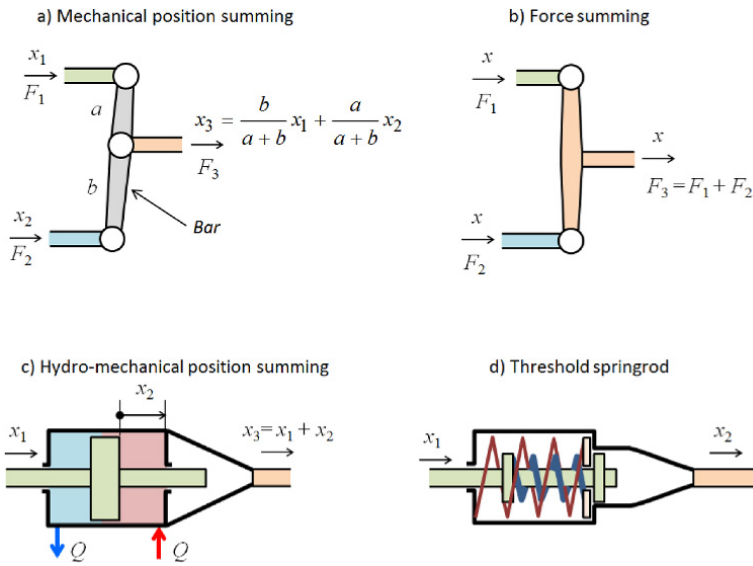 a) Mechanical position summing
x₁
F₁
a
x₃ = b/(a + b) x₁ + a/(a + b) x₂
F₃
b
x₂
F₂
Bar
b) Force summing
x
F₁
x
F₃ = F₁ + F₂
x
F₂
c) Hydro-mechanical position summing
x₂
x₁
x₃= x₁ + x₂
Q
Q
d) Threshold springrod
x₁
x₂